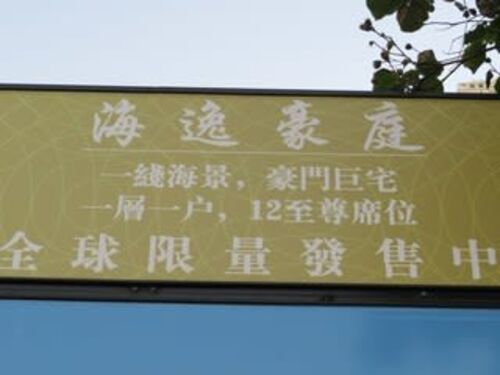 海逸豪庭
一綫海景，豪門巨宅
一層一户，12至尊席位
全球限量發售中